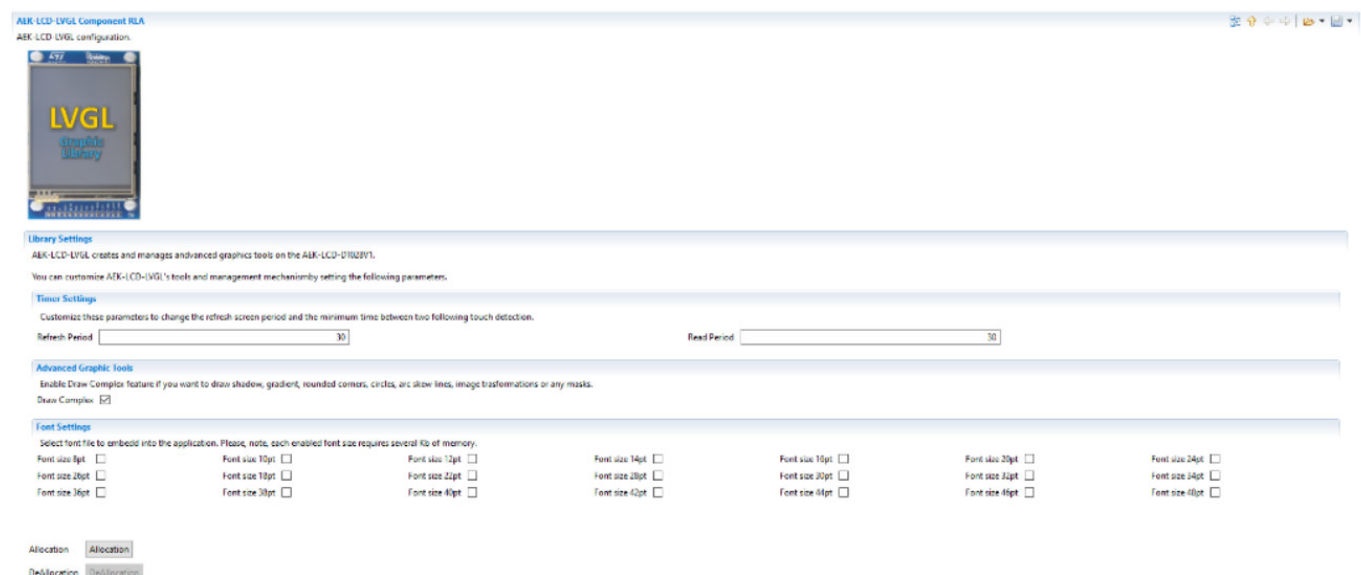 AEK-LCD-LVGL Component RLA
AEK-LCD-LVGL configuration.
LVGL
Graphic
Library
Library Settings
AEK-LCD-LVGL creates and manages andvanced graphics tools on the AEK-LCD-DT028V1.
You can customize AEK-LCD-LVGL's tools and management mechanismby setting the following parameters.
Timer Settings
Customize these parameters to change the refresh screen period and the minimum time between two following touch detection.
Refresh Period 30 Read Period 30
Advanced Graphic Tools
Enable Draw Complex feature if you want to draw shadow, gradient, rounded corners, circles, arc skew lines, image trasformations or any masks.
Draw Complex
Font Settings
Select font file to embedd into the application. Please, note, each enabled font size requires several Kb of memory.
Font size 8pt Font size 10pt Font size 12pt Font size 14pt Font size 16pt Font size 20pt Font size 24pt
Font size 26pt Font size 18pt Font size 22pt Font size 28pt Font size 30pt Font size 32pt Font size 34pt
Font size 36pt Font size 38pt Font size 40pt Font size 42pt Font size 44pt Font size 46pt Font size 48pt
Allocation Allocation
DeAllocation DeAllocation